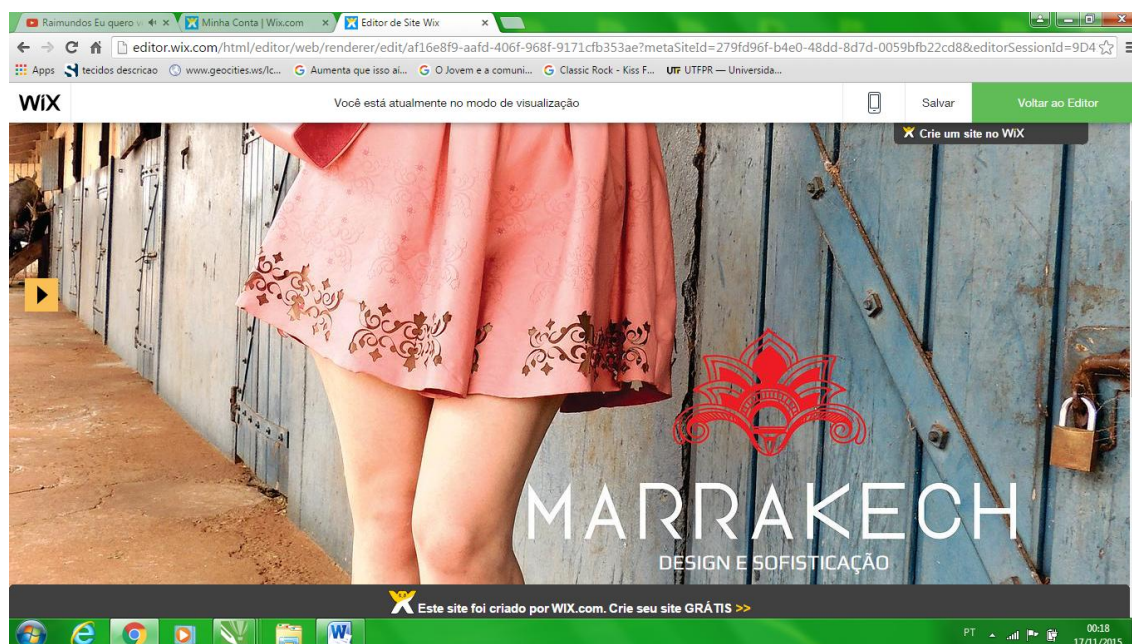 Raimundos Eu quero v
Minha Conta | Wix.com
Editor de Site Wix
editor.wix.com/html/editor/web/renderer/edit/af16e8f9-aafd-406f-968f-9171cfb353ae?metaSiteId=279fd96f-b4e0-48dd-8d7d-0059bfb22cd8&editorSessionId=9D4
Apps
tecidos descricao
www.geocities.ws/lc...
Aumenta que isso aí...
O Jovem e a comuni...
Classic Rock - Kiss F...
UTFPR — Universida...
WiX
Você está atualmente no modo de visualização
Salvar
Voltar ao Editor
Crie um site no WiX
MARRAKECH
DESIGN E SOFISTICAÇÃO
Este site foi criado por WIX.com. Crie seu site GRÁTIS >>
PT
00:18
17/11/2015